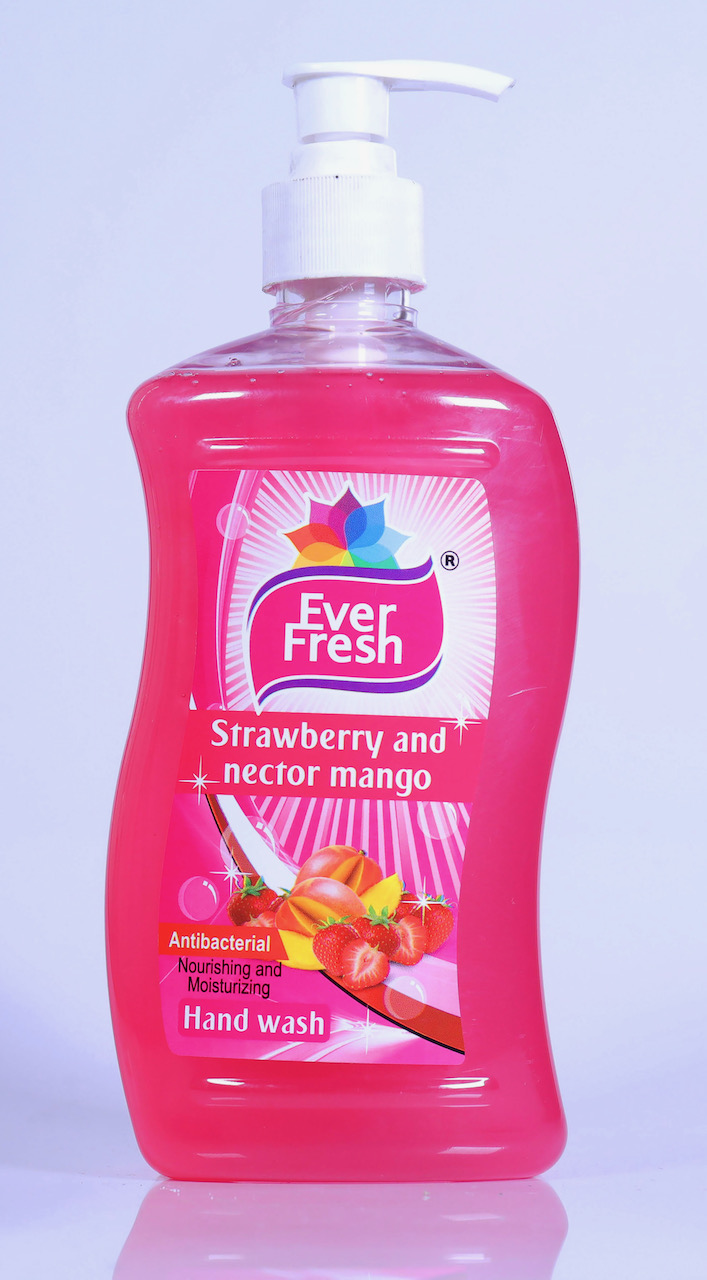 ®
Ever
Fresh
Strawberry and
nector mango
Antibacterial
Nourishing and
Moisturizing
Hand wash